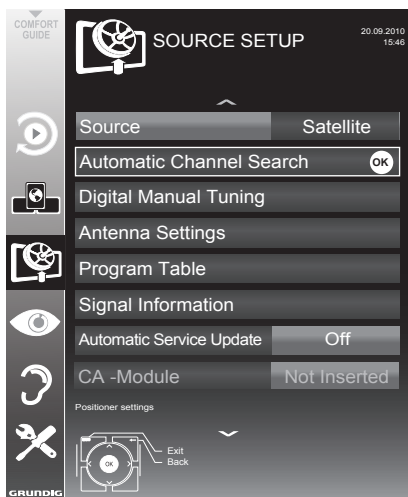 COMFORT
GUIDE
SOURCE SETUP
20.09.2010
15:46
Source Satellite
Automatic Channel Search OK
Digital Manual Tuning
Antenna Settings
Program Table
Signal Information
Automatic Service Update Off
CA -Module Not Inserted
Positioner settings
Exit
Back
OK
GRUNDIG